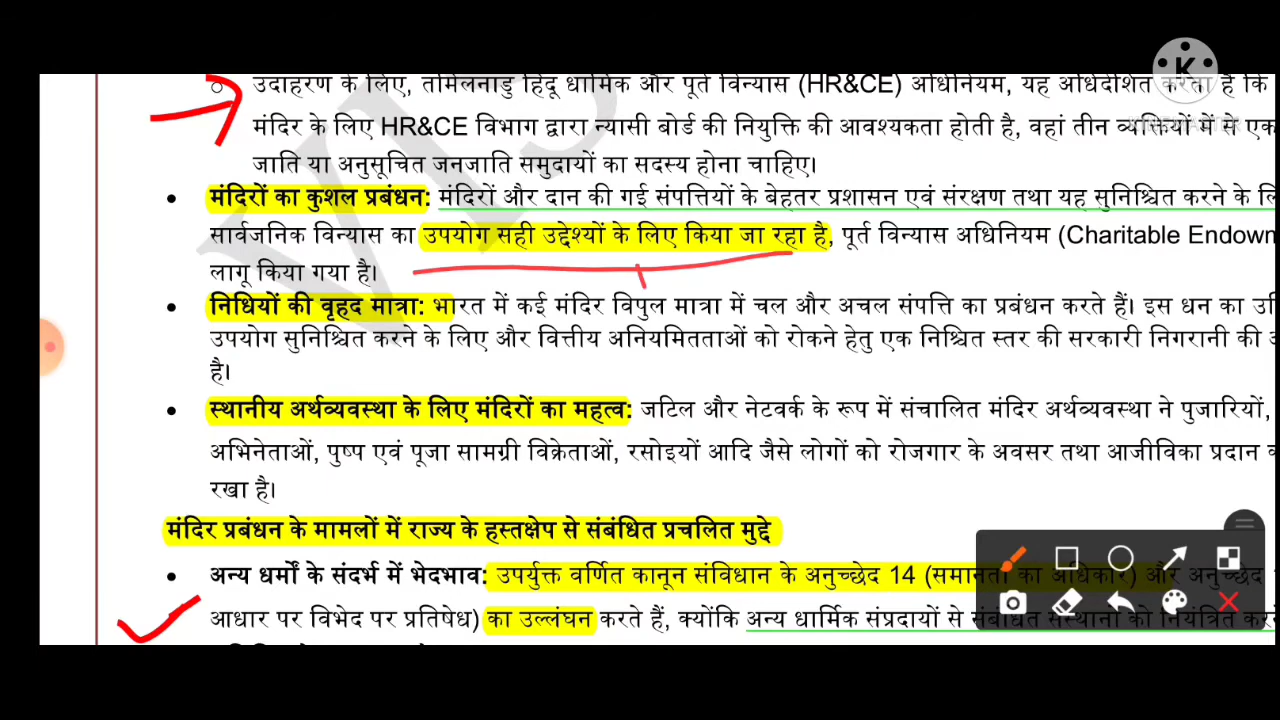 उदाहरण के लिए, तमिलनाडु हिंदू धार्मिक और पूर्त विन्यास (HR&CE) अधिनियम, यह अधिदेशित करता है कि
मंदिर के लिए HR&CE विभाग द्वारा न्यासी बोर्ड की नियुक्ति की आवश्यकता होती है, वहां तीन व्यक्तियों में से एक
जाति या अनुसूचित जनजाति समुदायों का सदस्य होना चाहिए।
• मंदिरों का कुशल प्रबंधन: मंदिरों और दान की गई संपत्तियों के बेहतर प्रशासन एवं संरक्षण तथा यह सुनिश्चित करने के
सार्वजनिक विन्यास का उपयोग सही उद्देश्यों के लिए किया जा रहा है, पूर्त विन्यास अधिनियम (Charitable Endowm
लागू किया गया है।
• निधियों की वृहद मात्रा: भारत में कई मंदिर विपुल मात्रा में चल और अचल संपत्ति का प्रबंधन करते हैं। इस धन का
उपयोग सुनिश्चित करने के लिए और वित्तीय अनियमितताओं को रोकने हेतु एक निश्चित स्तर की सरकारी निगरानी की
है।
• स्थानीय अर्थव्यवस्था के लिए मंदिरों का महत्व: जटिल और नेटवर्क के रूप में संचालित मंदिर अर्थव्यवस्था ने पुजारियों,
अभिनेताओं, पुष्प एवं पूजा सामग्री विक्रेताओं, रसोइयों आदि जैसे लोगों को रोजगार के अवसर तथा आजीविका प्रदान
रखा है।
मंदिर प्रबंधन के मामलों में राज्य के हस्तक्षेप से संबंधित प्रचलित मुद्दे
• अन्य धर्मों के संदर्भ में भेदभाव: उपर्युक्त वर्णित कानून संविधान के अनुच्छेद 14 (समानता का अधिकार) और अनुच्छेद
आधार पर विभेद पर प्रतिषेध) का उल्लंघन करते हैं, क्योंकि अन्य धार्मिक संप्रदायों से संबंधित संस्थानों को नियंत्रित